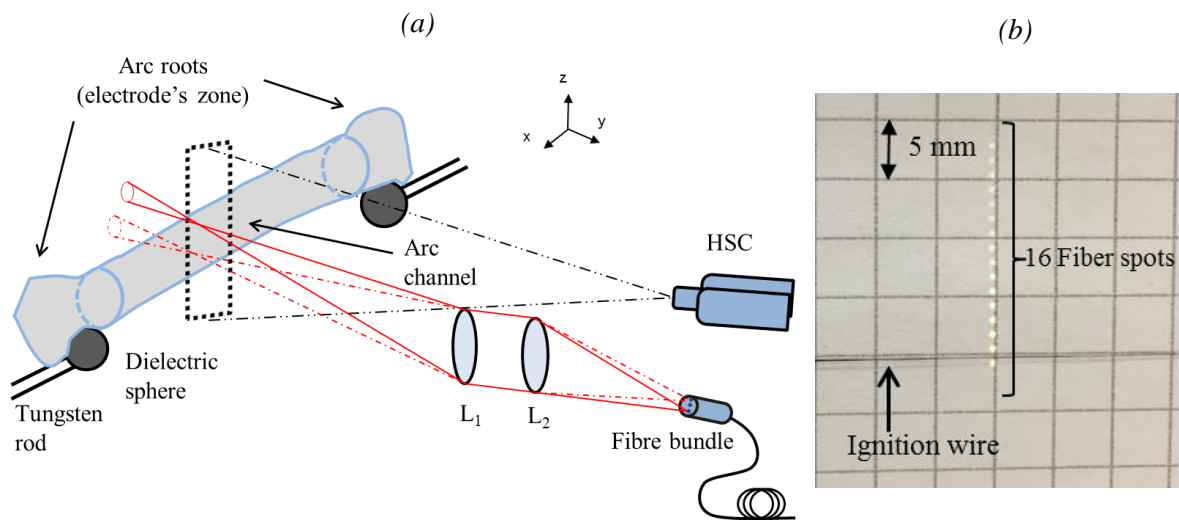 (a)
Arc roots
(electrode's zone)
z
x
y
Arc
channel
HSC
Dielectric
sphere
Tungsten
rod
L1
L2
Fibre bundle
(b)
5 mm
16 Fiber spots
Ignition wire